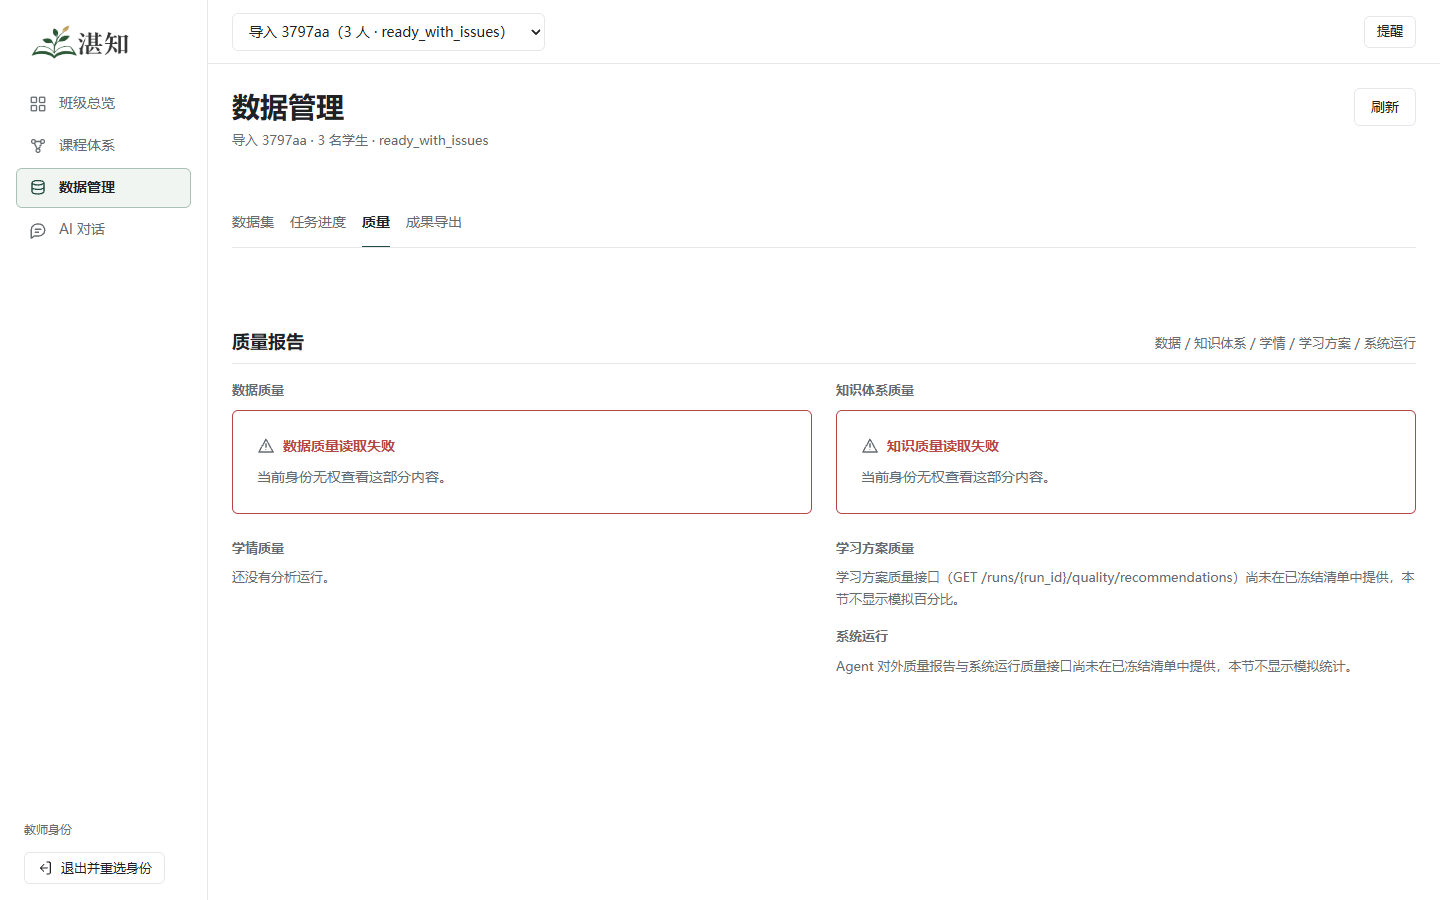 湛知
班级总览
课程体系
数据管理
AI 对话
教师身份
退出并重选身份
导入 3797aa（3 人 · ready_with_issues）
提醒
数据管理
导入 3797aa · 3 名学生 · ready_with_issues
刷新
数据集 任务进度 质量 成果导出
质量报告
数据 / 知识体系 / 学情 / 学习方案 / 系统运行
数据质量
数据质量读取失败
当前身份无权查看这部分内容。
知识体系质量
知识质量读取失败
当前身份无权查看这部分内容。
学情质量
还没有分析运行。
学习方案质量
学习方案质量接口（GET /runs/{run_id}/quality/recommendations）尚未在已冻结清单中提供，本
节不显示模拟百分比。
系统运行
Agent 对外质量报告与系统运行质量接口尚未在已冻结清单中提供，本节不显示模拟统计。